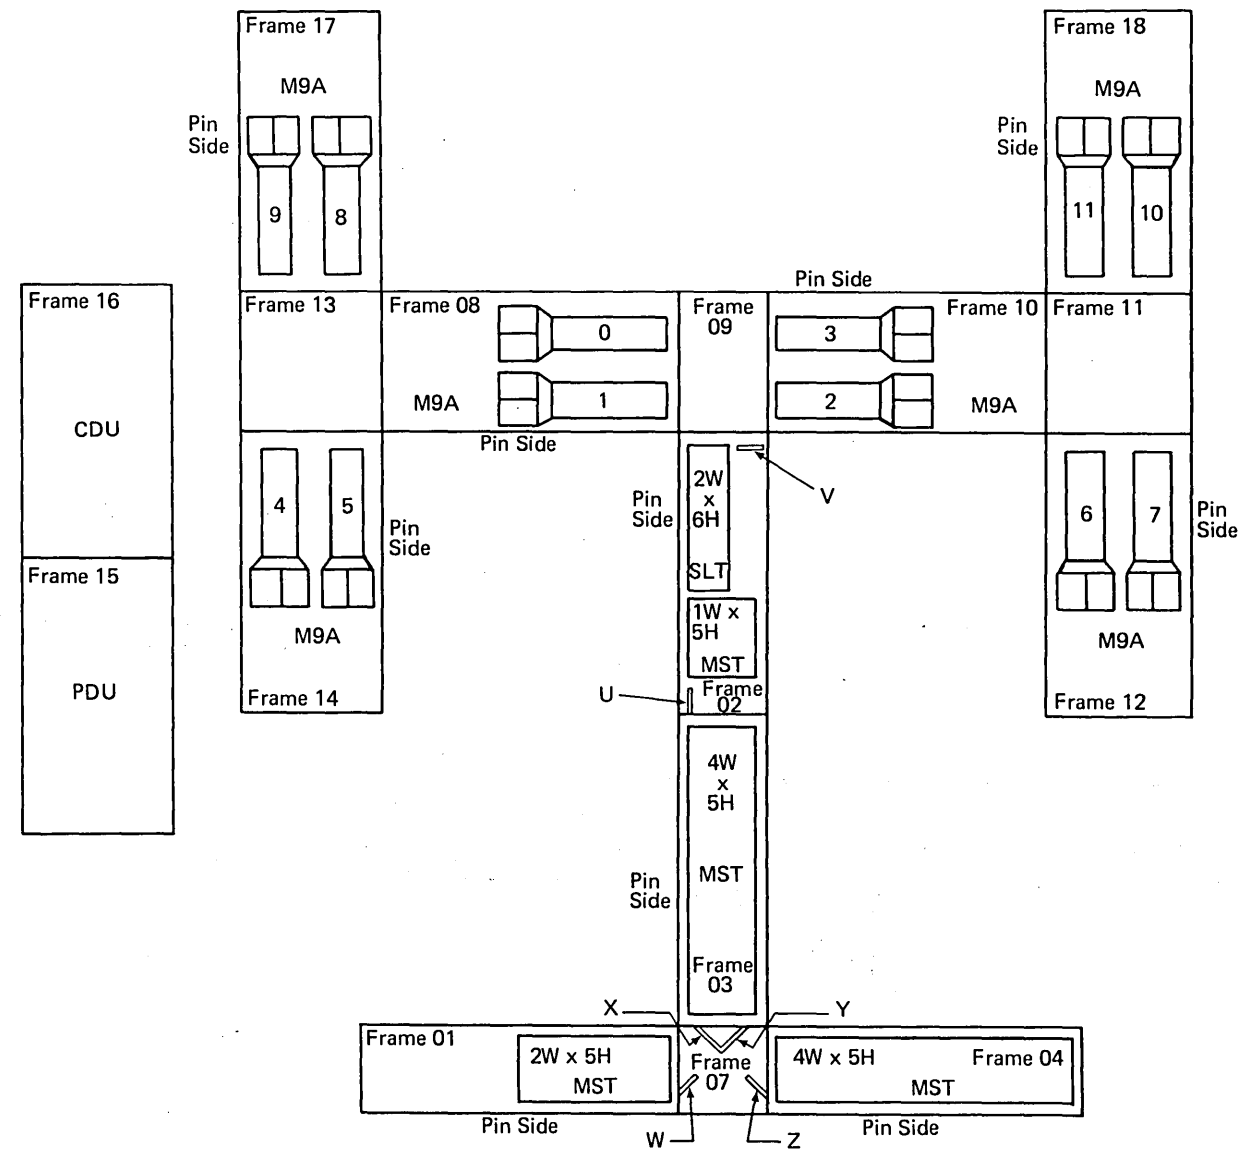 Frame 17
M9A
Pin
Side
9
8
Frame 18
M9A
Pin
Side
11
10
Pin Side
Frame 16
CDU
Frame 13
Frame 08
0
1
M9A
Pin Side
Frame
09
3
2
Frame 10
M9A
Frame 11
4
5
Pin
Side
M9A
Frame 14
Frame 15
PDU
Pin
Side
2W
x
6H
SLT
V
1W x
5H
MST
U
Frame
02
6
7
Pin
Side
M9A
Frame 12
4W
x
5H
MST
Pin
Side
Frame
03
X
Y
Frame 01
2W x 5H
MST
Frame
07
4W x 5H
Frame 04
MST
Pin Side
W
Z
Pin Side